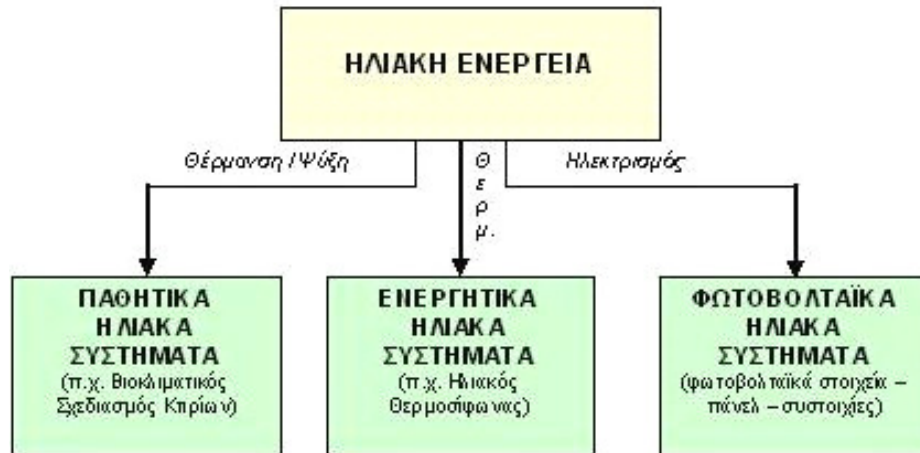 ΗΛΙΑΚΗ ΕΝΕΡΓΕΙΑ
Θέρμανση / Ψύξη
Θ
ε
ρ
μ.
Ηλεκτρισμός
ΠΑΘΗΤΙΚΑ
ΗΛΙΑΚΑ
ΣΥΣΤΗΜΑΤΑ
(π.χ. Βιοκλιματικός
Σχεδιασμός Κτιρίων)
ΕΝΕΡΓΗΤΙΚΑ
ΗΛΙΑΚΑ
ΣΥΣΤΗΜΑΤΑ
(π.χ. Ηλιακός
Θερμοσίφωνας)
ΦΩΤΟΒΟΛΤΑΪΚΑ
ΗΛΙΑΚΑ
ΣΥΣΤΗΜΑΤΑ
(φωτοβολταϊκά στοιχεία –
πάνελ – συστοιχίες)